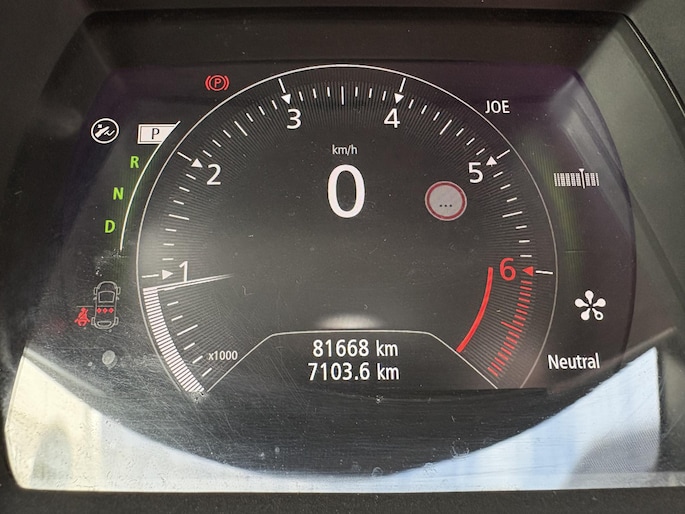 P
JOE
3
4
P
km/h
R
2
5
0
N
...
D
1
6
x1000
81668 km
7103.6 km
Neutral